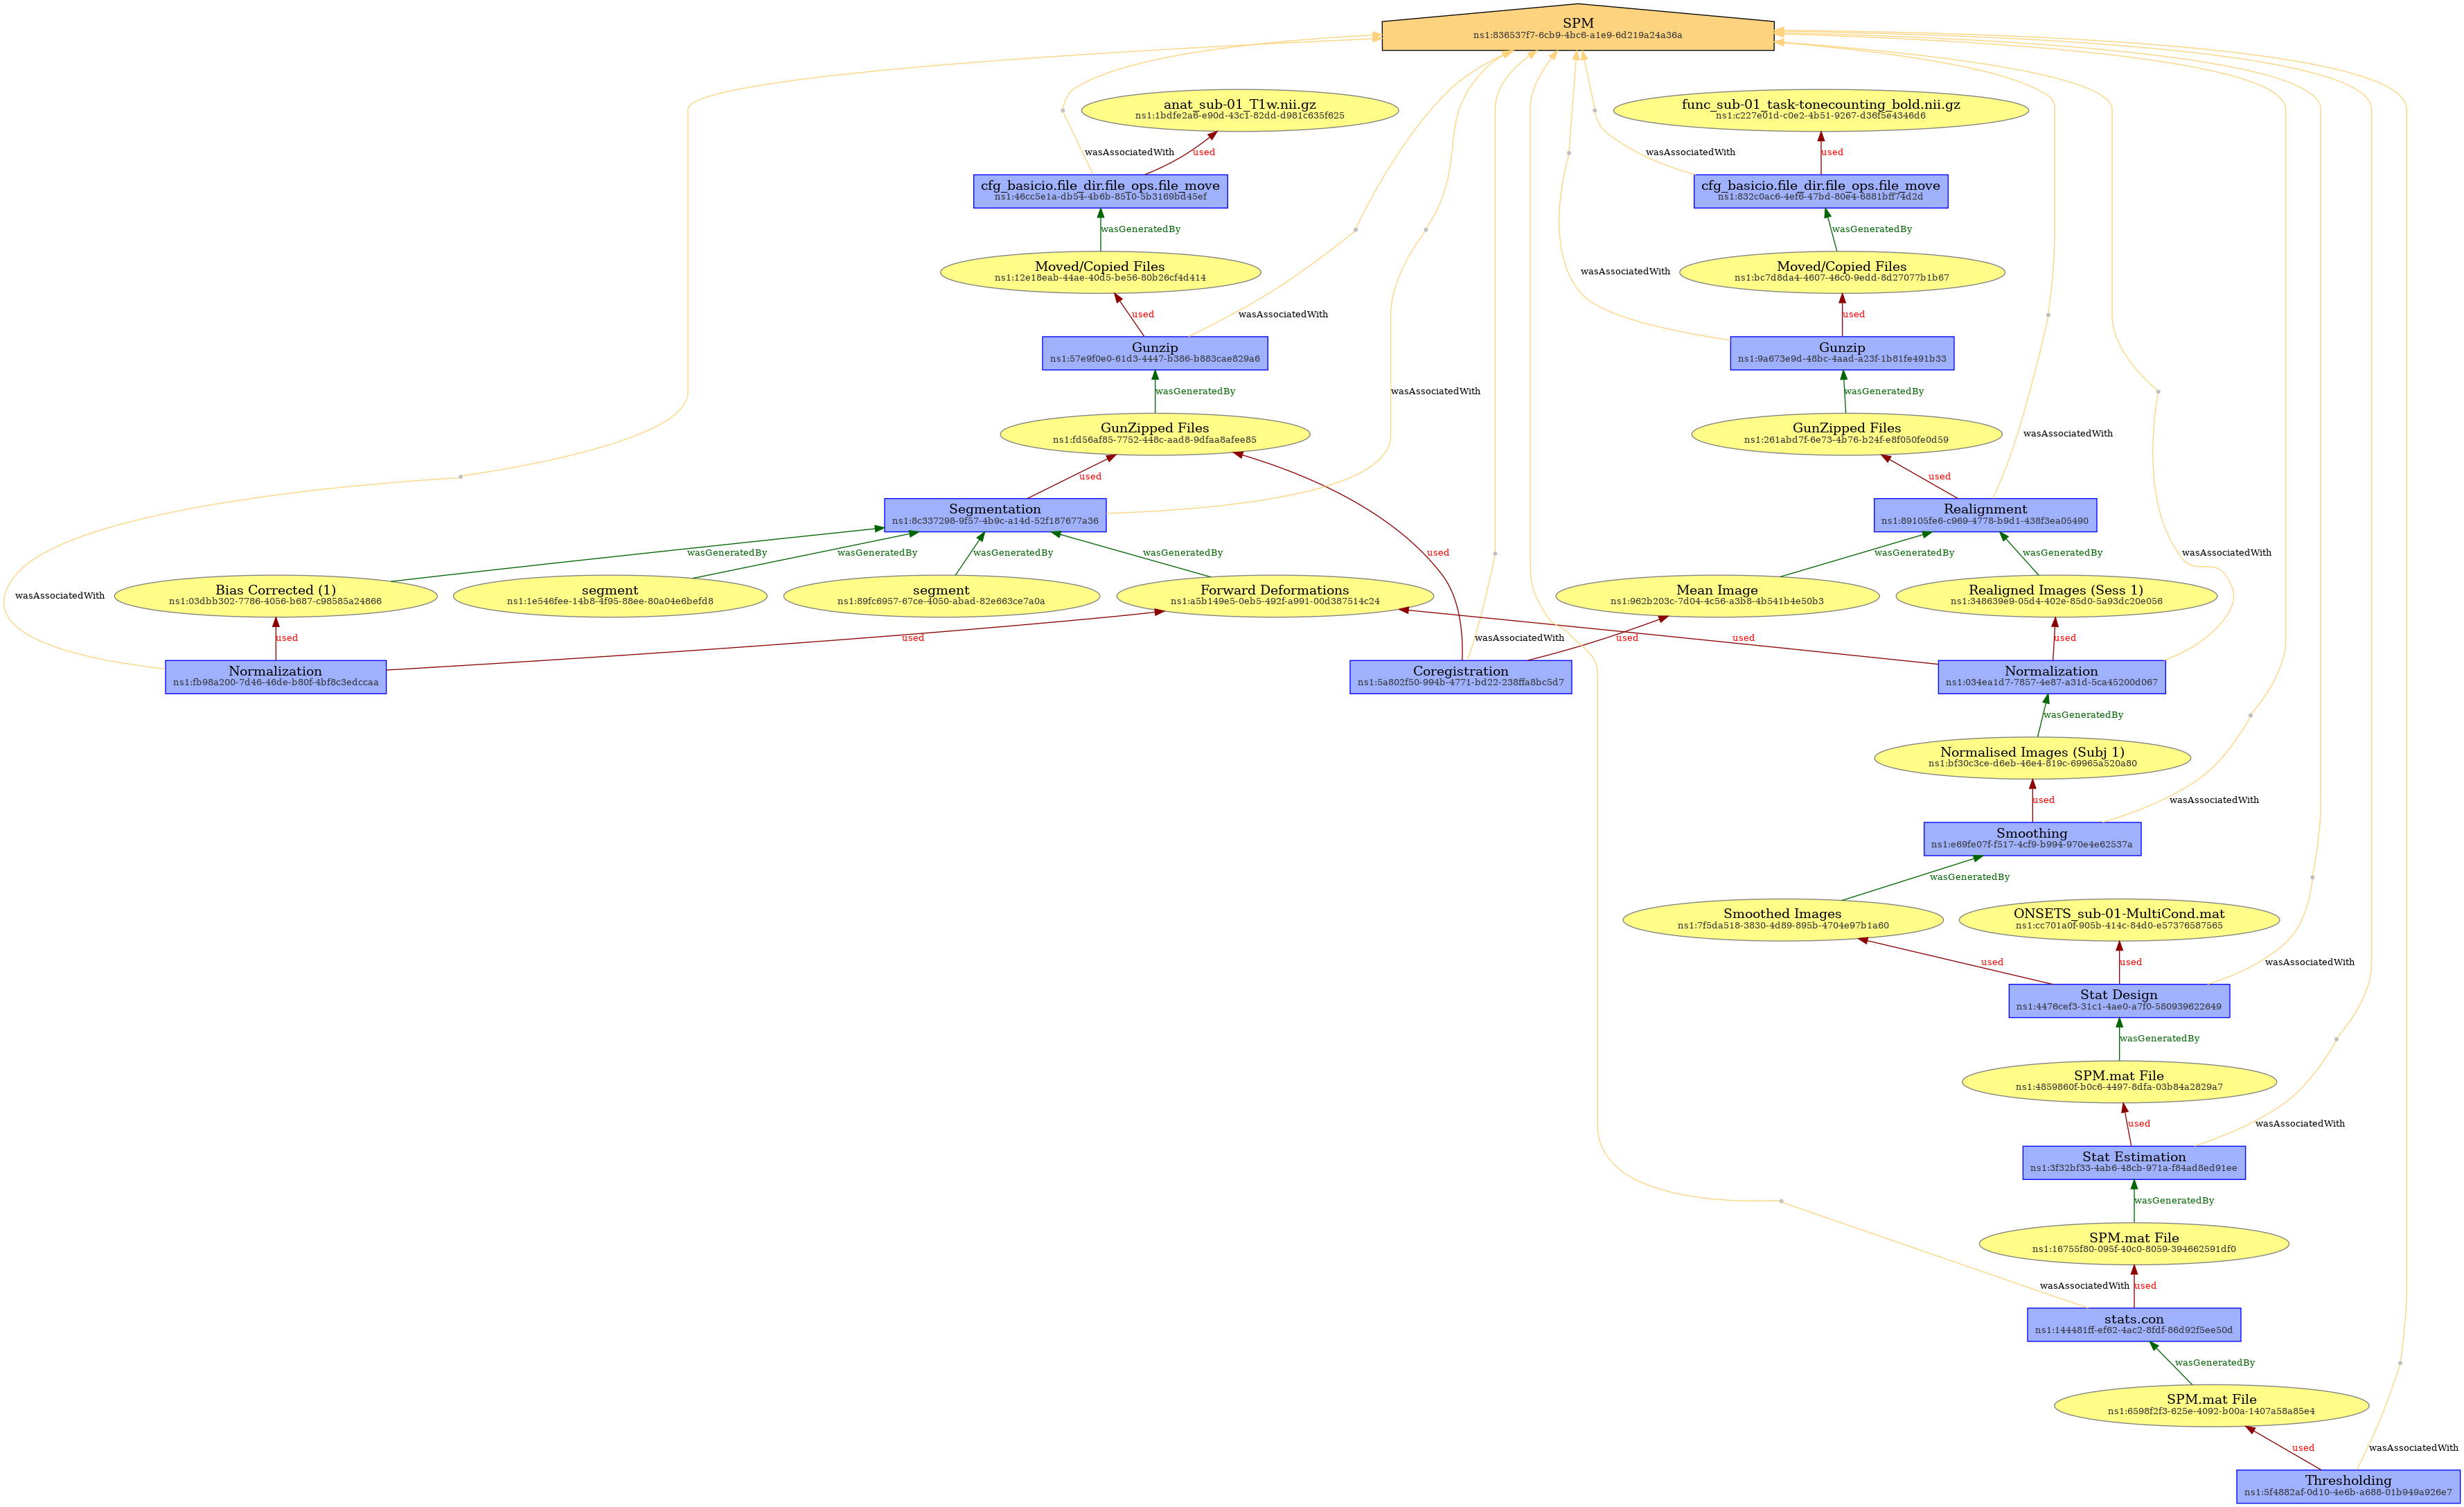 SPM
ns1:836537f7-6cb9-4bc6-a1e9-6d219a24a36a
anat_sub-01_T1w.nii.gz
ns1:1bdfe2a6-e90d-43c1-82dd-d981c635f625
func_sub-01_task-tonecounting_bold.nii.gz
ns1:c227e01d-c0e2-4b51-9267-d36f5e4346d6
wasAssociatedWith
used
wasAssociatedWith
used
cfg_basicio.file_dir.file_ops.file_move
ns1:46cc5e1a-db54-4b6b-8510-5b3169bd45ef
cfg_basicio.file_dir.file_ops.file_move
ns1:832c0ac6-4ef6-47bd-80e4-6881bff74d2d
wasGeneratedBy
wasGeneratedBy
Moved/Copied Files
ns1:12e18eab-44ae-40d5-be56-80b26cf4d414
Moved/Copied Files
ns1:bc7d8da4-4607-46c0-9edd-8d27077b1b67
wasAssociatedWith
used
wasAssociatedWith
used
Gunzip
ns1:57e9f0e0-61d3-4447-b386-b883cae829a6
Gunzip
ns1:9a673e9d-48bc-4aad-a23f-1b81fe491b33
wasGeneratedBy
wasAssociatedWith
wasGeneratedBy
GunZipped Files
ns1:fd56af85-7752-448c-aad8-9dfaa8afee85
GunZipped Files
ns1:261abd7f-6e73-4b76-b24f-e8f050fe0d59
wasAssociatedWith
used
used
Segmentation
ns1:8c337298-9f57-4b9c-a14d-52f187677a36
Realignment
ns1:89105fe6-c969-4778-b9d1-438f3ea05490
wasGeneratedBy
wasGeneratedBy
wasGeneratedBy
wasGeneratedBy
used
wasGeneratedBy
wasGeneratedBy
wasAssociatedWith
wasAssociatedWith
Bias Corrected (1)
ns1:03dbb302-7786-4056-b687-c98585a24866
segment
ns1:1e546fee-14b8-4f95-88ee-80a04e6befd8
segment
ns1:89fc6957-67ce-4050-abad-82e663ce7a0a
Forward Deformations
ns1:a5b149e5-0eb5-492f-a991-00d387514c24
Mean Image
ns1:962b203c-7d04-4c56-a3b8-4b541b4e50b3
Realigned Images (Sess 1)
ns1:348639e9-05d4-402e-85d0-5a93dc20e056
used
used
wasAssociatedWith
used
used
used
Normalization
ns1:fb98a200-7d46-46de-b80f-4bf8c3edccaa
Coregistration
ns1:5a802f50-994b-4771-bd22-238ffa8bc5d7
Normalization
ns1:034ea1d7-7857-4e87-a31d-5ca45200d067
wasGeneratedBy
Normalised Images (Subj 1)
ns1:bf30c3ce-d6eb-46e4-819c-69965a520a80
used
wasAssociatedWith
Smoothing
ns1:e69fe07f-f517-4cf9-b994-970e4e62537a
wasGeneratedBy
Smoothed Images
ns1:7f5da518-3830-4d89-895b-4704e97b1a60
ONSETS_sub-01-MultiCond.mat
ns1:cc701a0f-905b-414c-84d0-e57376587565
used
used
wasAssociatedWith
Stat Design
ns1:4476cef3-31c1-4ae0-a7f0-580939622649
wasGeneratedBy
SPM.mat File
ns1:4859860f-b0c6-4497-8dfa-03b84a2829a7
used
wasAssociatedWith
Stat Estimation
ns1:3f32bf33-4ab6-48cb-971a-f84ad8ed91ee
wasGeneratedBy
SPM.mat File
ns1:16755f80-095f-40c0-8059-394662591df0
wasAssociatedWith
used
stats.con
ns1:144481ff-ef62-4ac2-8fdf-86d92f5ee50d
wasGeneratedBy
SPM.mat File
ns1:6598f2f3-625e-4092-b00a-1407a58a85e4
used
wasAssociatedWith
Thresholding
ns1:5f4882af-0d10-4e6b-a688-01b949a926e7